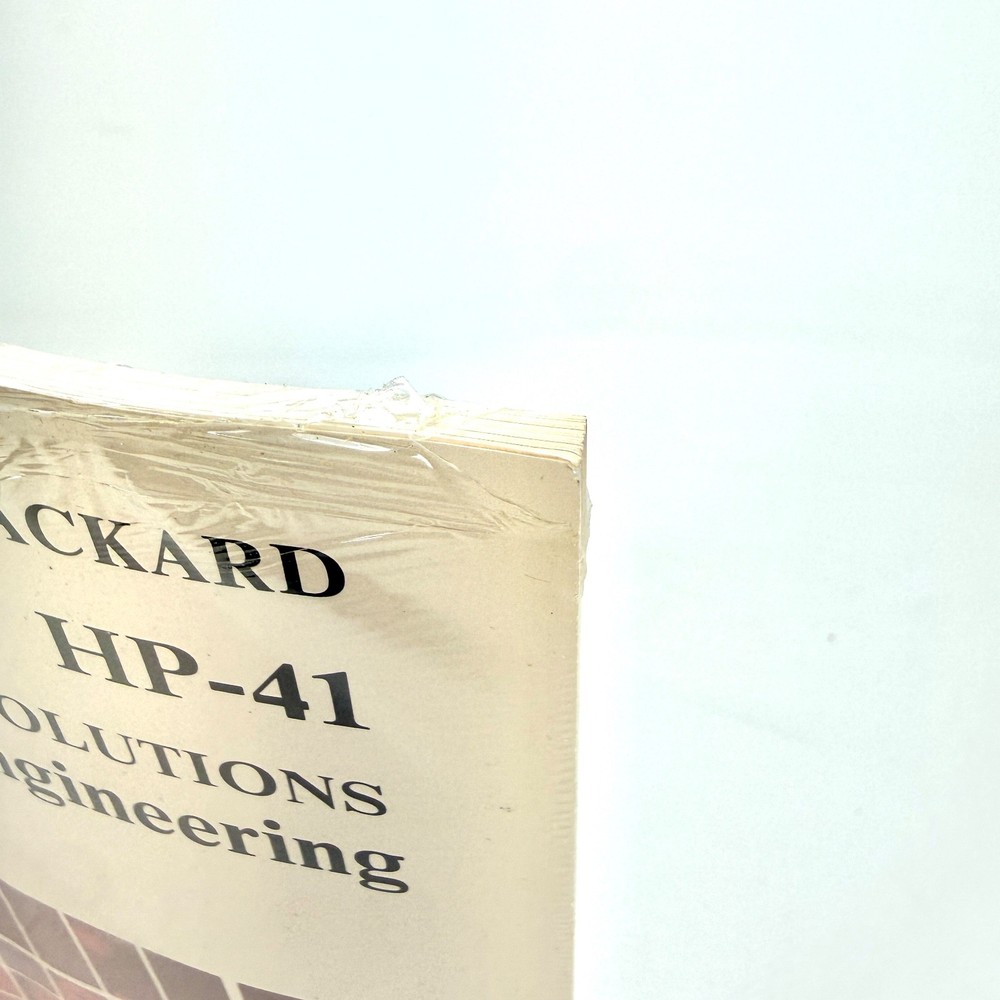 ACKARD
HP-41
OLUTIONS
ngineering